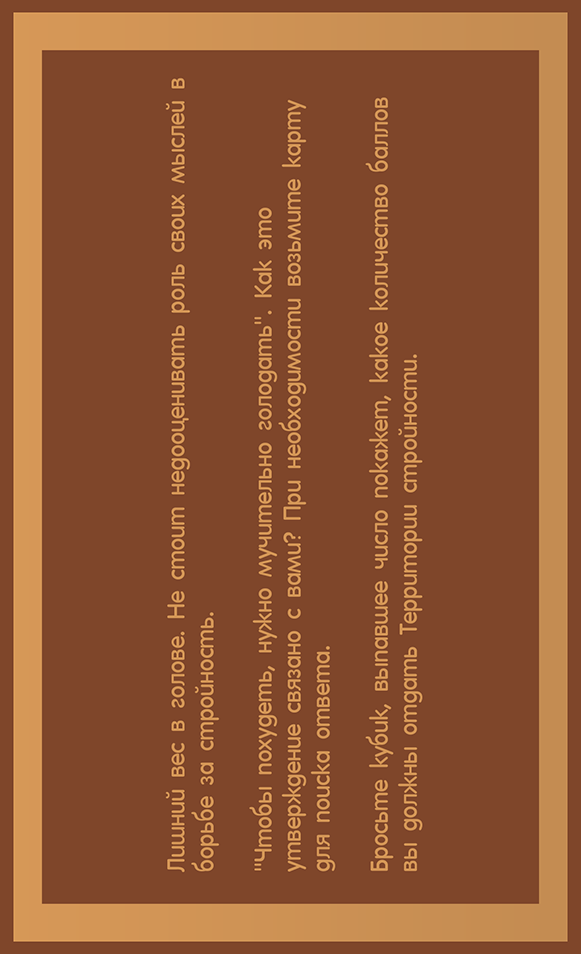 Лишний вес в голове. Не стоит недооценивать роль своих мыслей в
борьбе за стройность.
"Чтобы похудеть, нужно мучительно голодать". Как это
утверждение связано с вами? При необходимости возьмите карту
для поиска ответа.
Бросьте кубик, выпавшее число покажет, какое количество баллов
вы должны отдать Территории стройности.